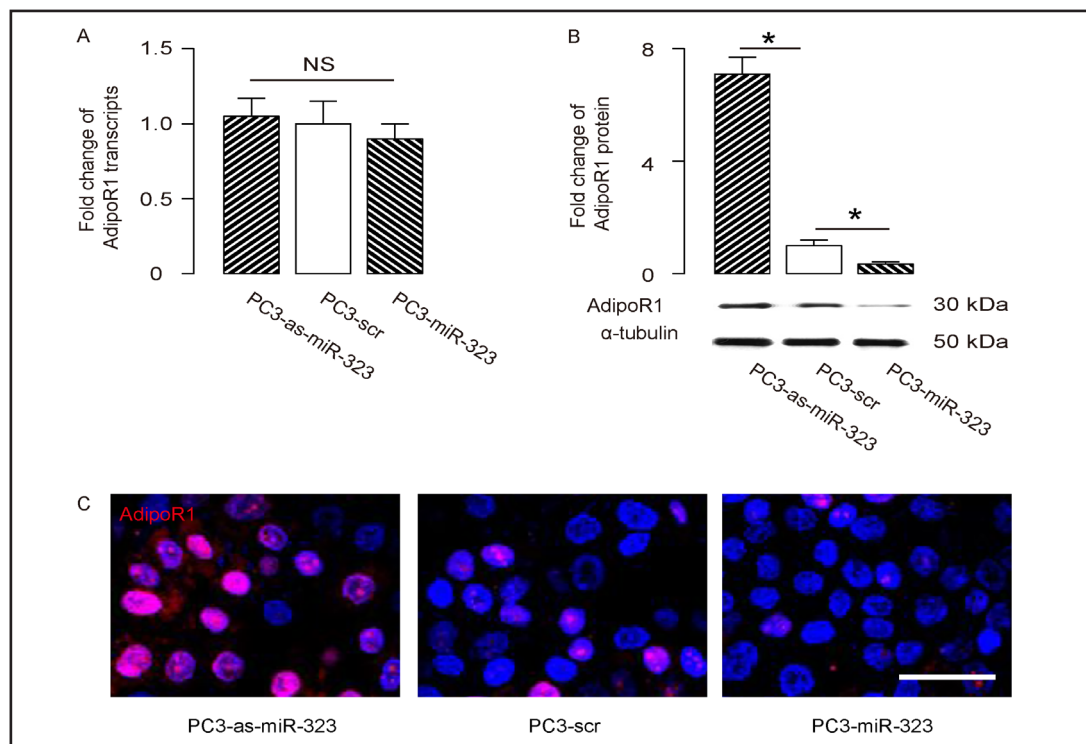 A
Fold change of
AdipoR1 transcripts
1.5
1.0
0.5
0
NS
PC3-as-miR-323
PC3-scr
PC3-miR-323
B
Fold change of
AdipoR1 protein
8
4
0
*
*
AdipoR1
30 kDa
α-tubulin
50 kDa
PC3-as-miR-323
PC3-scr
PC3-miR-323
C
AdipoR1
PC3-as-miR-323
PC3-scr
PC3-miR-323